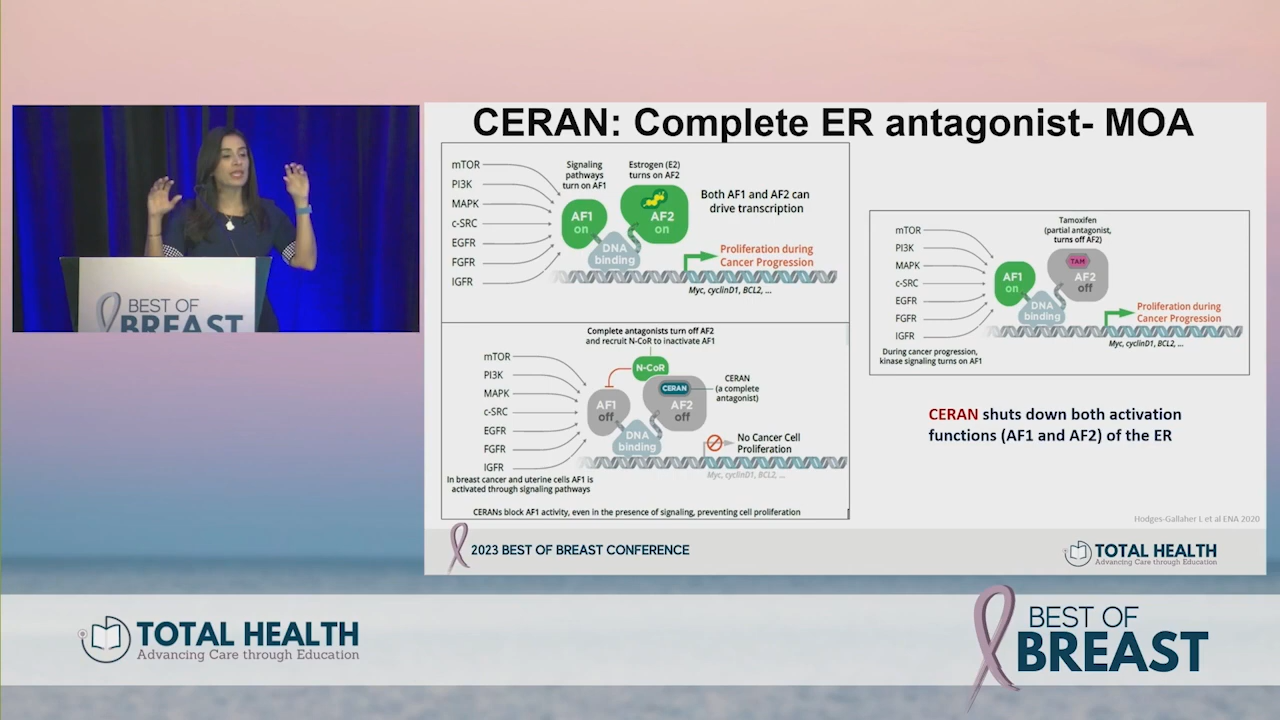 CERAN: Complete ER antagonist- MOA
mTOR
PI3K
MAPK
c-SRC
EGFR
FGFR
IGFR
Signaling
pathways
turn on AF1
Estrogen (E2)
turns on AF2
AF1
on
AF2
on
DNA
binding
Both AF1 and AF2 can
drive transcription
Proliferation during
Cancer Progression
Myc, cyclinD1, BCL2, ...
Complete antagonists turn off AF2
and recruit N-CoR to inactivate AF1
mTOR
PI3K
MAPK
c-SRC
EGFR
FGFR
IGFR
N-CoR
CERAN
AF1
off
AF2
off
DNA
binding
CERAN
(a complete
antagonist)
No Cancer Cell
Proliferation
Myc, cyclinD1, BCL2, ...
In breast cancer and uterine cells AF1 is
activated through signaling pathways
CERANs block AF1 activity, even in the presence of signaling, preventing cell proliferation
Tamoxifen
(partial antagonist,
turns off AF2)
mTOR
PI3K
MAPK
c-SRC
EGFR
FGFR
IGFR
TAM
AF1
on
AF2
off
DNA
binding
Proliferation during
Cancer Progression
Myc, cyclinD1, BCL2, ...
During cancer progression,
kinase signaling turns on AF1
CERAN shuts down both activation
functions (AF1 and AF2) of the ER
Hodges-Gallaher L et al ENA 2020
2023 BEST OF BREAST CONFERENCE
TOTAL HEALTH
Advancing Care through Education
BEST OF
BREAST
TOTAL HEALTH
Advancing Care through Education
BEST OF
BREAST